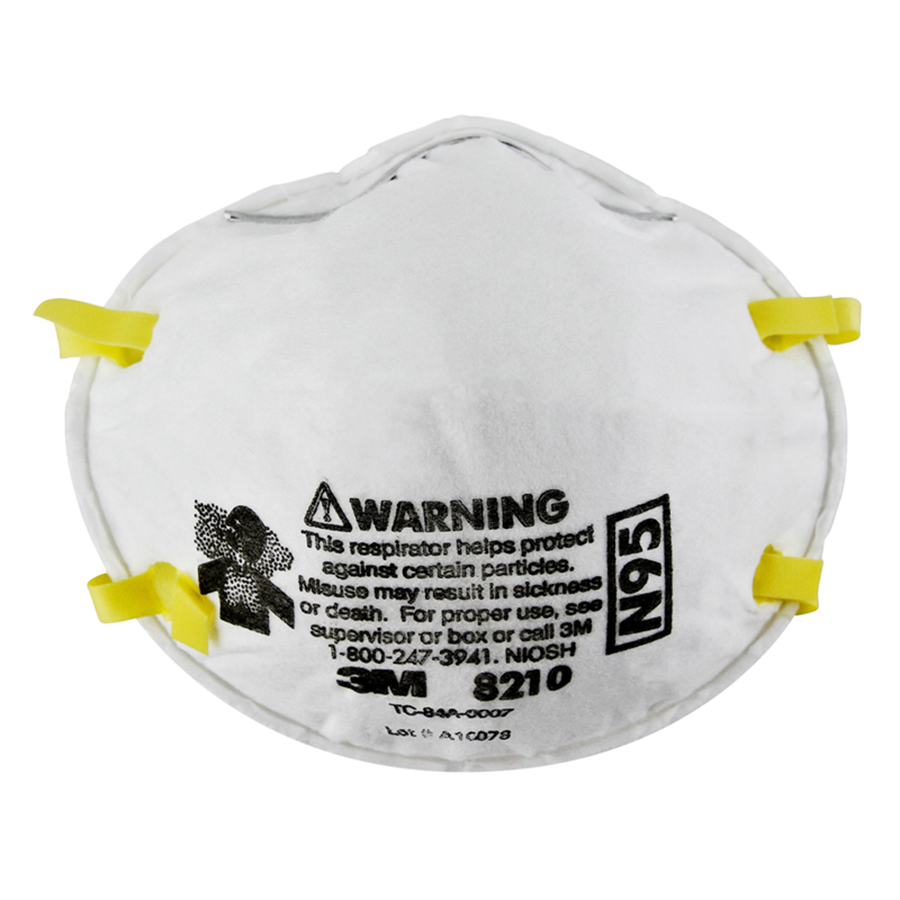 WARNING
This respirator helps protect
against certain particles.
Misuse may result in sickness
or death. For proper use, see
supervisor or box or call 3M
1-800-247-3941. NIOSH
3M 8210
TC-84A-0007
Lot #
N95